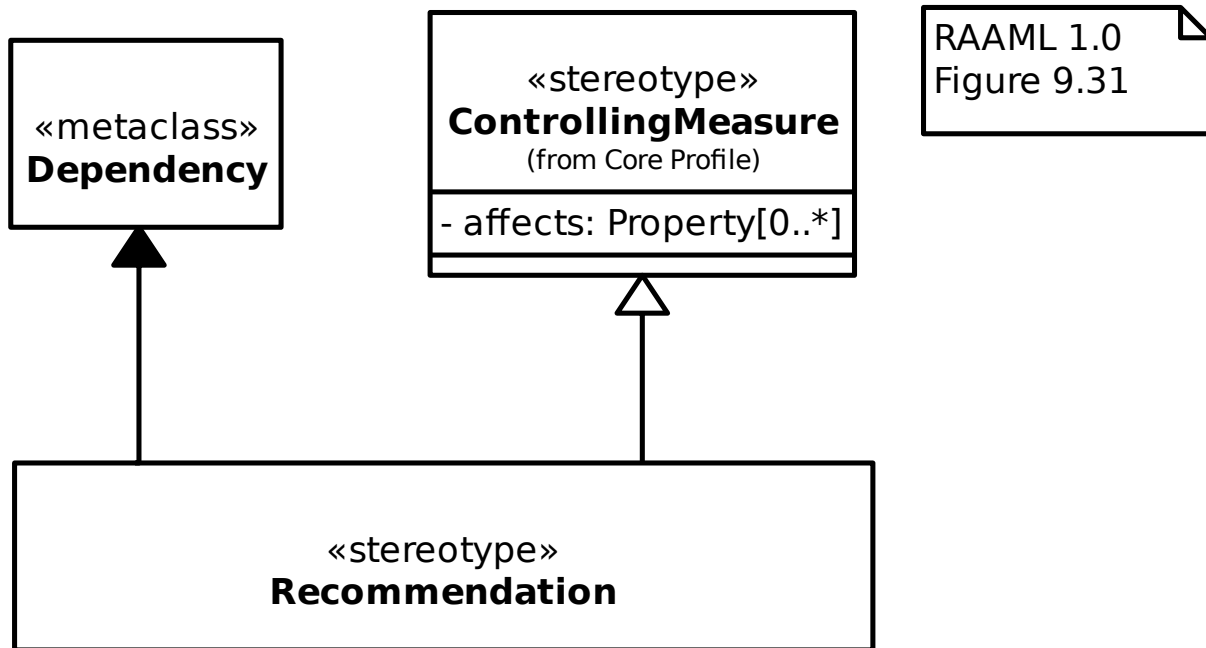 «metaclass»
Dependency
«stereotype»
ControllingMeasure
(from Core Profile)
- affects: Property[0..*]
RAAML 1.0
Figure 9.31
«stereotype»
Recommendation